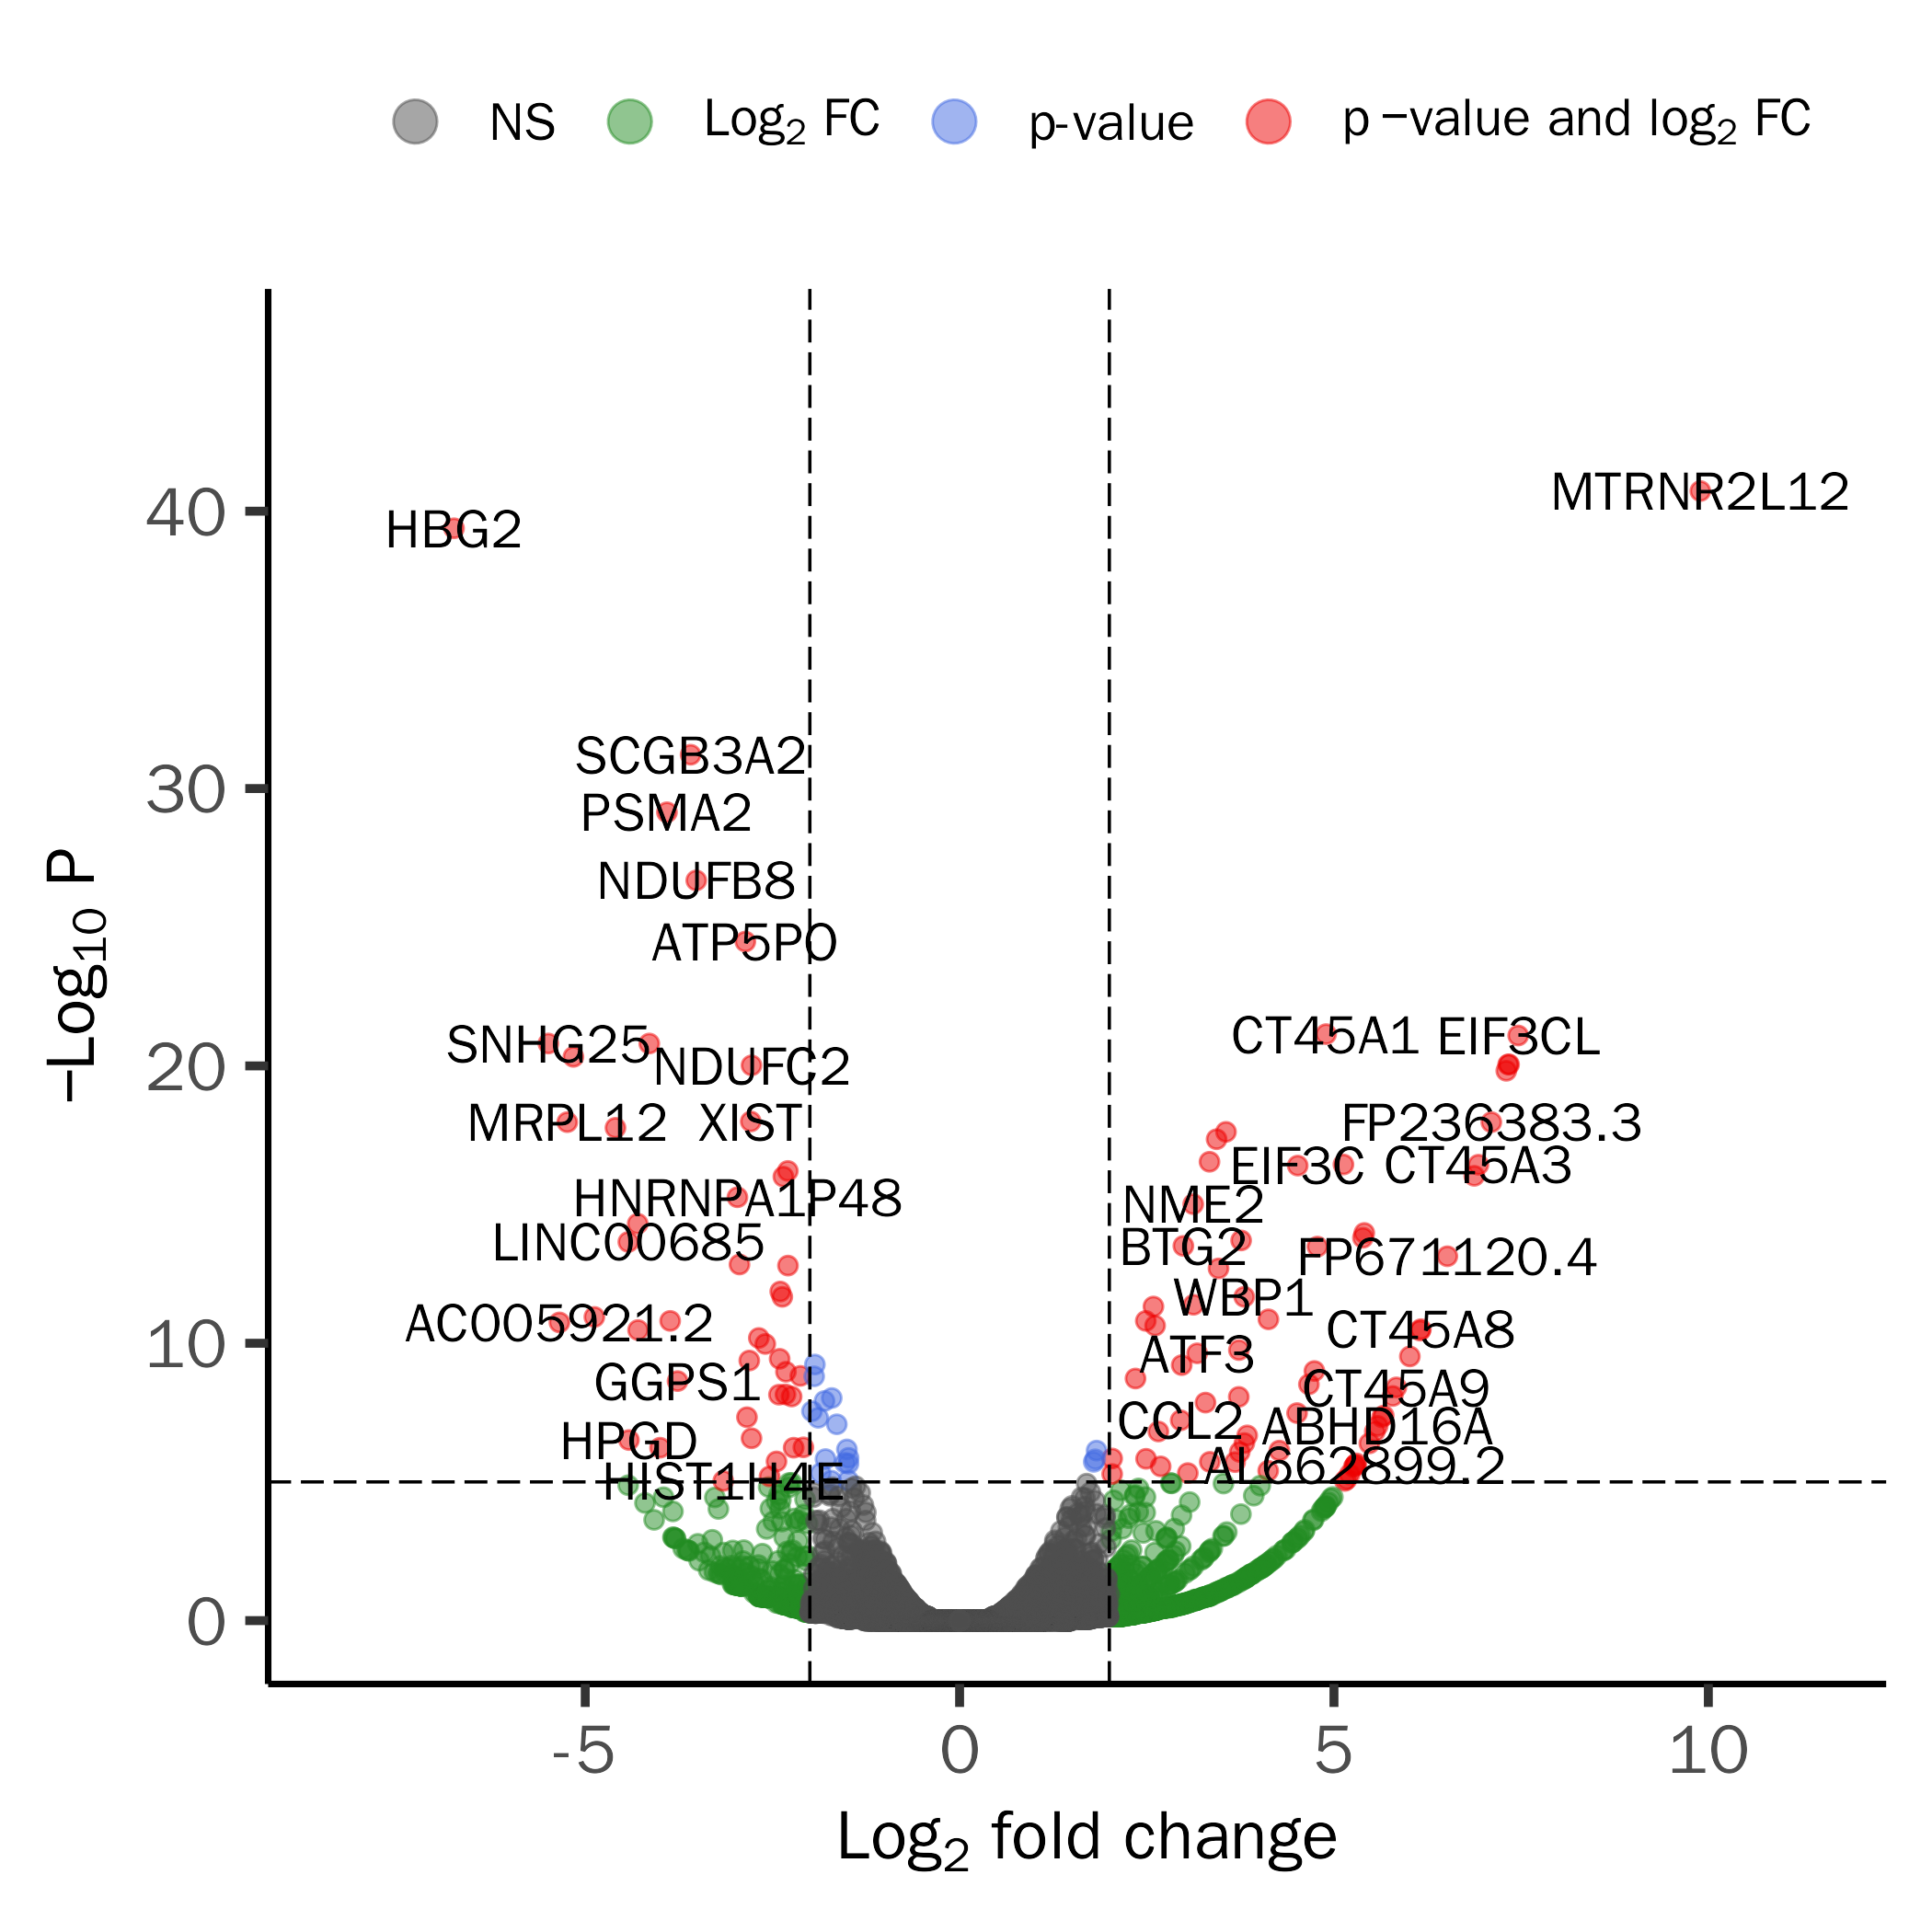 NS Log₂ FC p-value p −value and log₂ FC
MTRNR2L12
40
HBG2
SCGB3A2
30
PSMA2
NDUFB8
ATP5PO
−Log₁₀ P
CT45A1 EIF3CL
SNHG25
20
NDUFC2
MRPL12 XIST FP236383.3
EIF3C CT45A3
HNRNPA1P48 NME2
LINC00685 BTG2 FP671120.4
WBP1
AC005921.2 CT45A8
10
ATF3
GGPS1 CT45A9
CCL2 ABHD16A
HPGD
AL662899.2
HIST1H4E
0
-5 0 5 10
Log₂ fold change